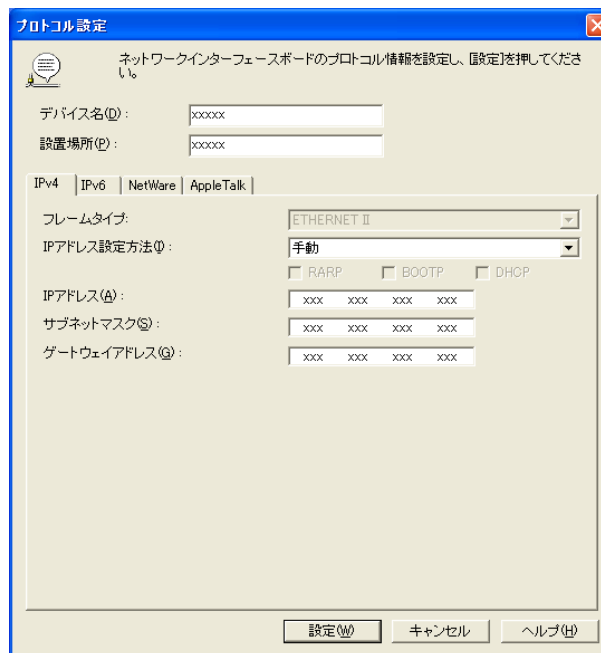 プロトコル設定
ネットワークインターフェースボードのプロトコル情報を設定し、[設定]を押してくださ
い。
デバイス名(D): xxxxx
設置場所(P): xxxxx
IPv4 IPv6 NetWare AppleTalk
フレームタイプ: ETHERNET II
IPアドレス設定方法(I): 手動
RARP BOOTP DHCP
IPアドレス(A): xxx xxx xxx xxx
サブネットマスク(S): xxx xxx xxx xxx
ゲートウェイアドレス(G): xxx xxx xxx xxx
設定(W) キャンセル ヘルプ(H)